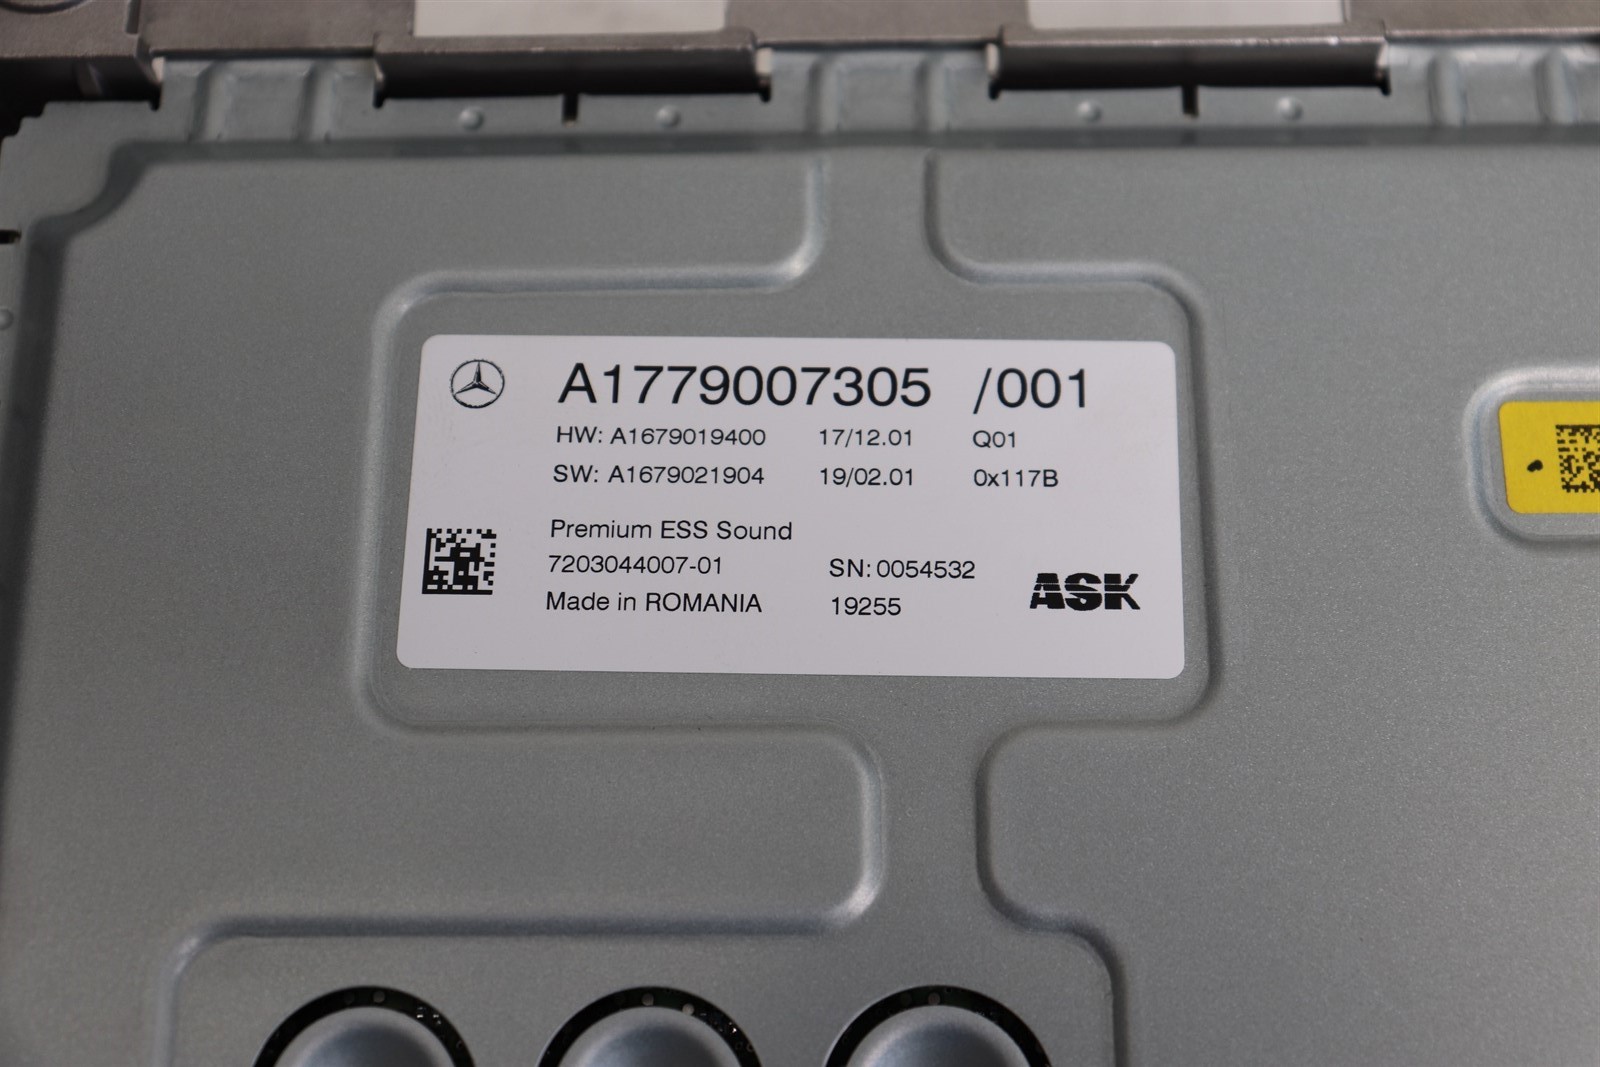 A1779007305 /001
HW: A1679019400 17/12.01 Q01
SW: A1679021904 19/02.01 0x117B
Premium ESS Sound
7203044007-01 SN: 0054532
Made in ROMANIA 19255
ASK